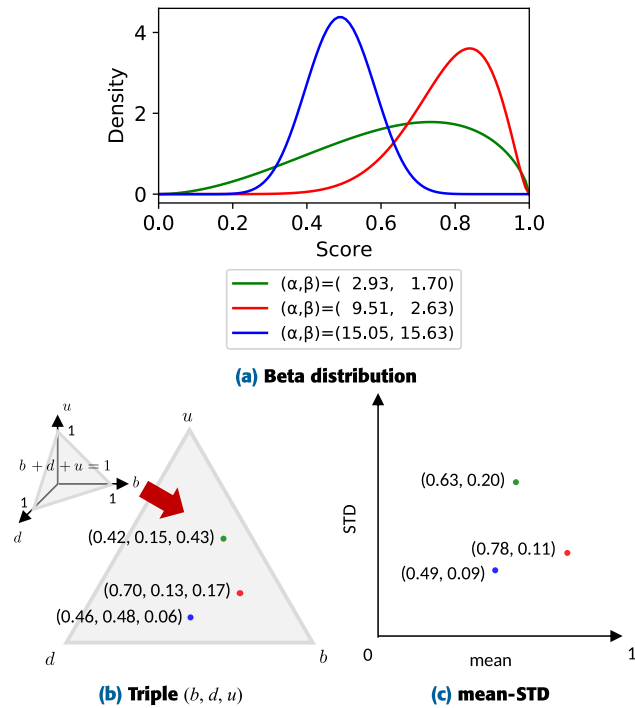 4
2
0
Density
0.0 0.2 0.4 0.6 0.8 1.0
Score
(α,β)=( 2.93, 1.70)
(α,β)=( 9.51, 2.63)
(α,β)=(15.05, 15.63)
(a) Beta distribution
u
1
b + d + u = 1
b
1
1
d
u
(0.42, 0.15, 0.43)
(0.70, 0.13, 0.17)
(0.46, 0.48, 0.06)
d
b
(b) Triple (b, d, u)
STD
(0.63, 0.20)
(0.78, 0.11)
(0.49, 0.09)
0
mean
1
(c) mean-STD